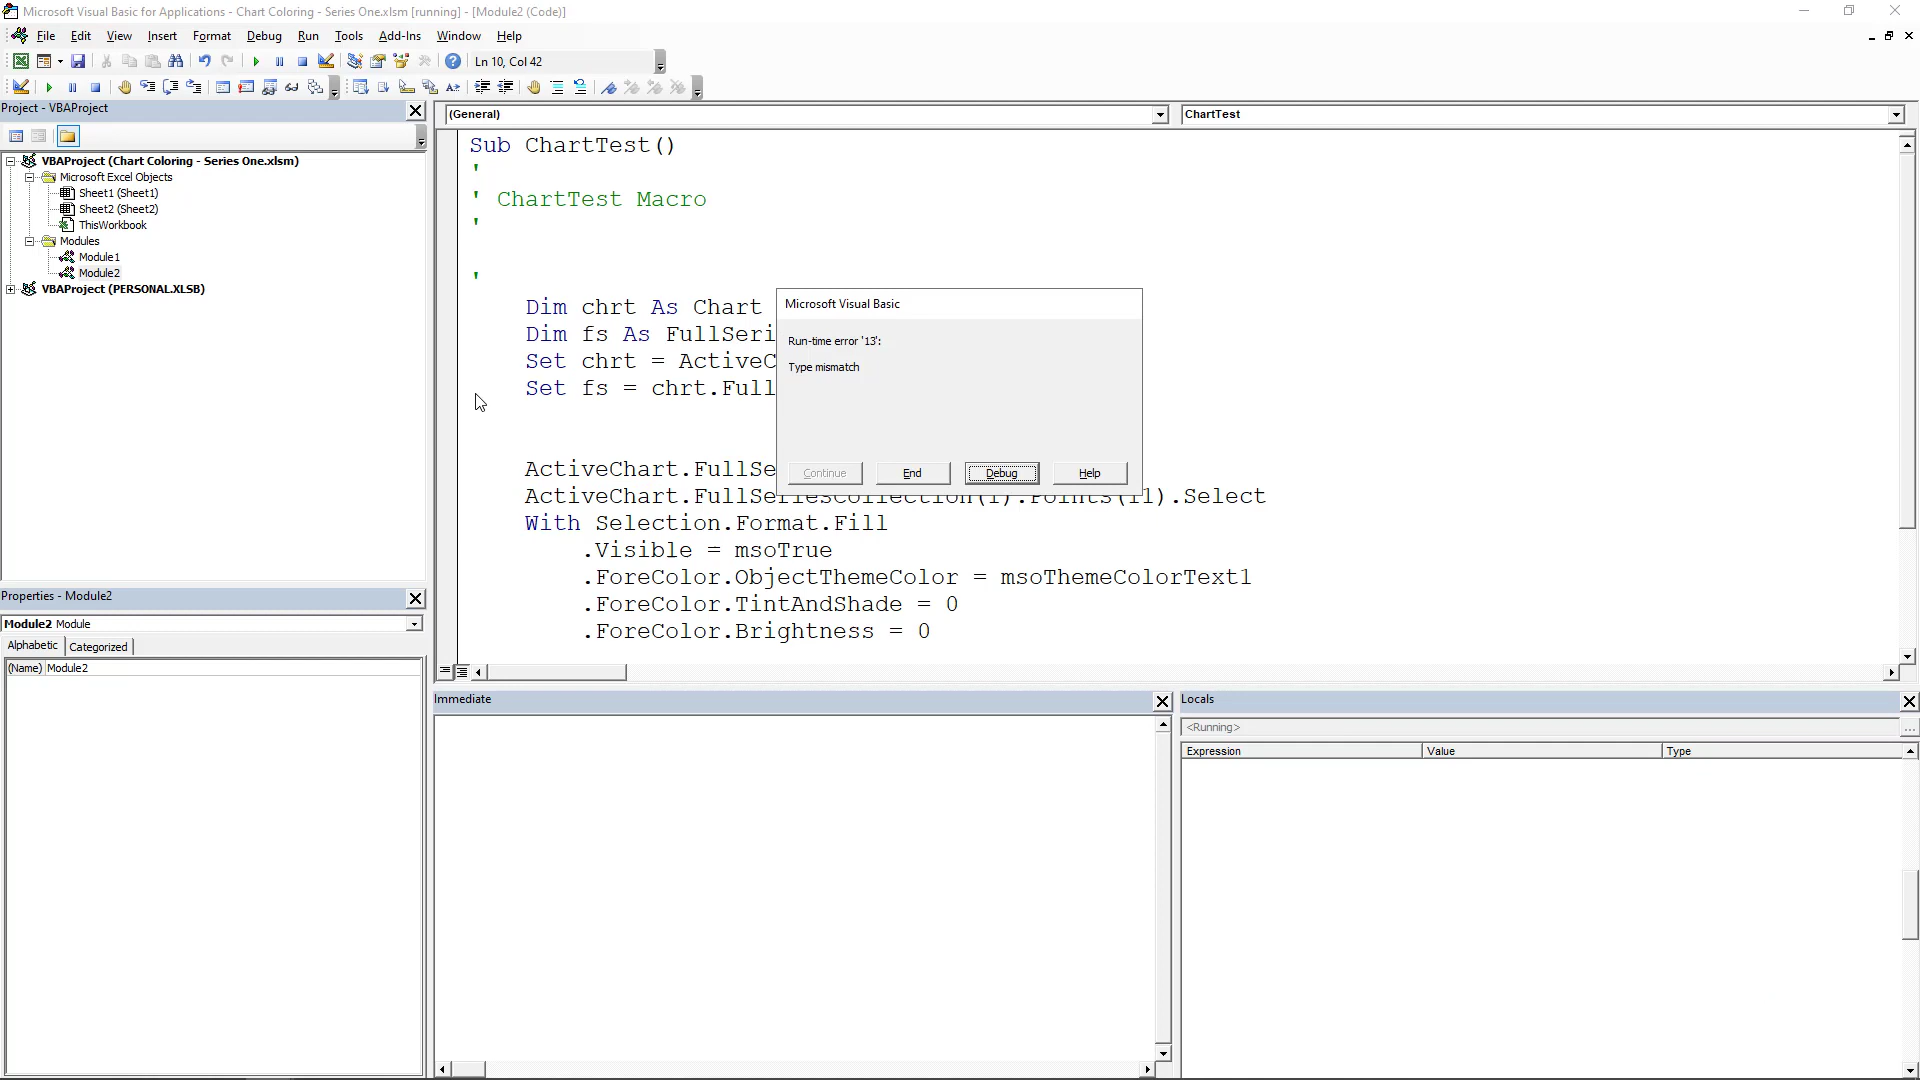 Microsoft Visual Basic for Applications - Chart Coloring - Series One.xlsm [running] - [Module2 (Code)]
File Edit View Insert Format Debug Run Tools Add-Ins Window Help
Ln 10, Col 42
Project - VBAProject
(General)
ChartTest
VBAProject (Chart Coloring - Series One.xlsm)
Microsoft Excel Objects
Sheet1 (Sheet1)
Sheet2 (Sheet2)
ThisWorkbook
Modules
Module1
Module2
VBAProject (PERSONAL.XLSB)
Sub ChartTest()
'
' ChartTest Macro
'
'
Dim chrt As Chart
Dim fs As FullSeri
Set chrt = ActiveC
Set fs = chrt.Full
ActiveChart.FullSe
ActiveChart.FullSeriesCollection(1).Points(11).Select
With Selection.Format.Fill
.Visible = msoTrue
.ForeColor.ObjectThemeColor = msoThemeColorText1
.ForeColor.TintAndShade = 0
.ForeColor.Brightness = 0
Microsoft Visual Basic
Run-time error '13':
Type mismatch
Continue
End
Debug
Help
Properties - Module2
Module2 Module
Alphabetic
Categorized
(Name) Module2
Immediate
Locals
<Running>
Expression
Value
Type